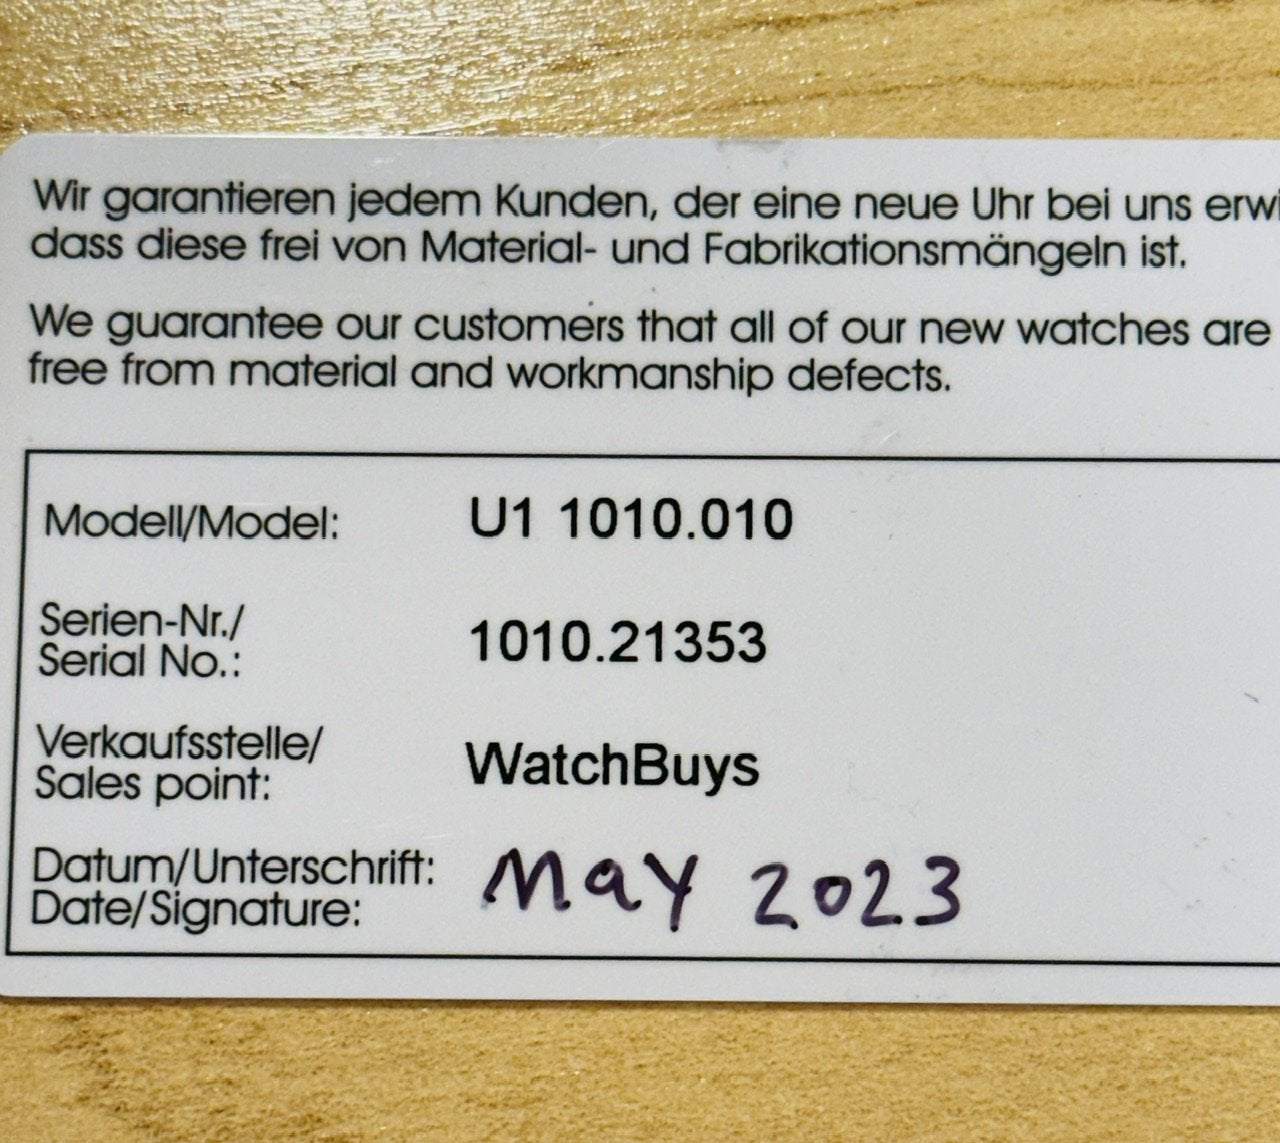 Wir garantieren jedem Kunden, der eine neue Uhr bei uns
dass diese frei von Material- und Fabrikationsmängeln ist.
We guarantee our customers that all of our new watches are
free from material and workmanship defects.
Modell/Model: U1 1010.010
Serien-Nr./
Serial No.: 1010.21353
Verkaufsstelle/
Sales point: WatchBuys
Datum/Unterschrift:
Date/Signature: May 2023